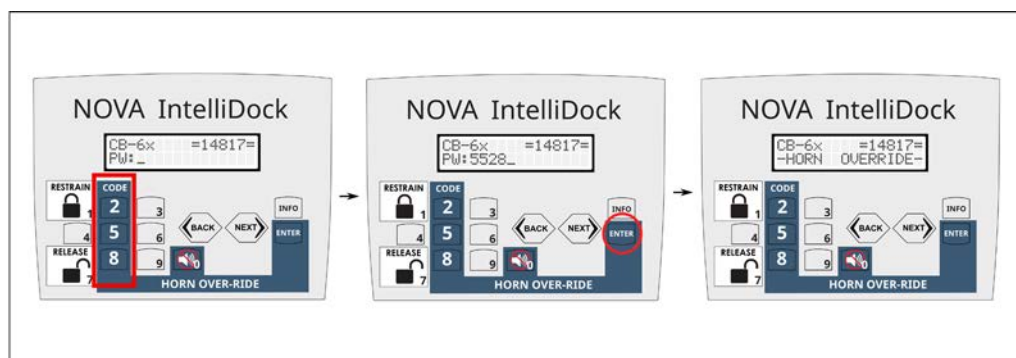 NOVA IntelliDock
CB-6x =14817=
PW:_
RESTRAIN CODE
1 2 3
4 5 6 BACK NEXT INFO
RELEASE ENTER
7 8 9 0
HORN OVER-RIDE
NOVA IntelliDock
CB-6x =14817=
PW:5528_
RESTRAIN CODE
1 2 3
4 5 6 BACK NEXT INFO
RELEASE ENTER
7 8 9 0
HORN OVER-RIDE
NOVA IntelliDock
CB-6x =14817=
-HORN OVERRIDE-
RESTRAIN CODE
1 2 3
4 5 6 BACK NEXT INFO
RELEASE ENTER
7 8 9 0
HORN OVER-RIDE